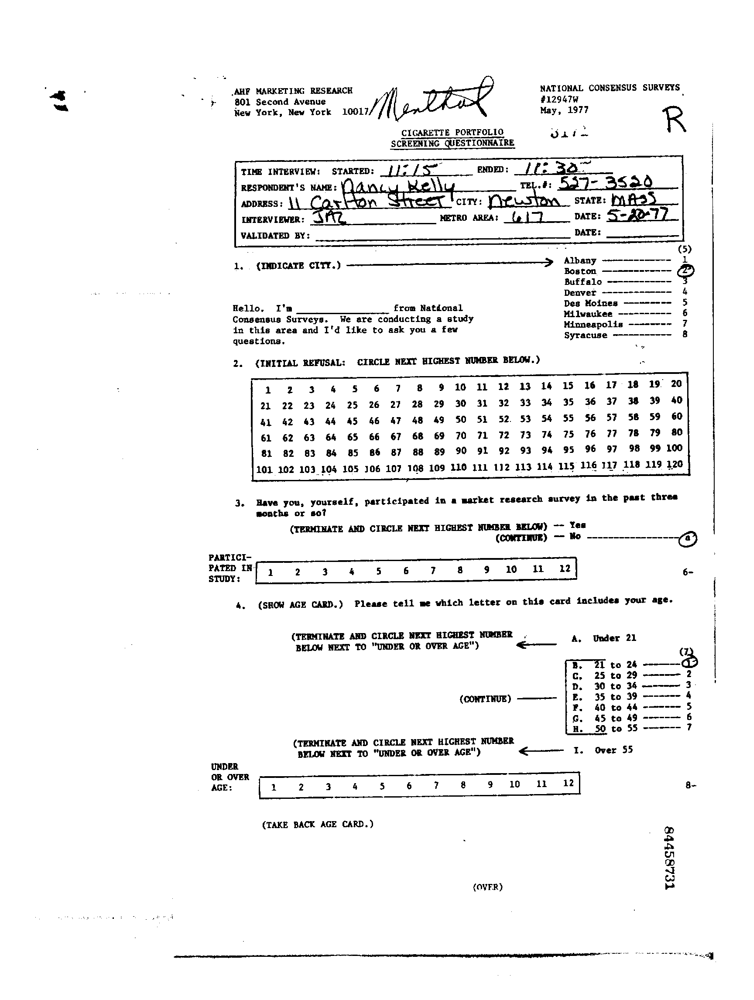 AHF MARKETING RESEARCH
801 Second Avenue
New York, New York 10017
Menthol
NATIONAL CONSENSUS SURVEYS
#12947W
May, 1977
R
CIGARETTE PORTFOLIO
SCREENING QUESTIONNAIRE
TIME INTERVIEW: STARTED: 11:15 ENDED: 11:30
RESPONDENT'S NAME: Nancy Kelly TEL.#: 527-3520
ADDRESS: 11 Carlton Street CITY: Newton STATE: MASS
INTERVIEWER: JAZ METRO AREA: 617 DATE: 5-20-77
VALIDATED BY: DATE:
(5)
1. (INDICATE CITY.) Albany 1
Boston 2
Buffalo 3
Denver 4
Des Moines 5
Milwaukee 6
Minneapolis 7
Syracuse 8
Hello. I'm ____ from National
Consensus Surveys. We are conducting a study
in this area and I'd like to ask you a few
questions.
2. (INITIAL REFUSAL: CIRCLE NEXT HIGHEST NUMBER BELOW.)
1 2 3 4 5 6 7 8 9 10 11 12 13 14 15 16 17 18 19 20
21 22 23 24 25 26 27 28 29 30 31 32 33 34 35 36 37 38 39 40
41 42 43 44 45 46 47 48 49 50 51 52 53 54 55 56 57 58 59 60
61 62 63 64 65 66 67 68 69 70 71 72 73 74 75 76 77 78 79 80
81 82 83 84 85 86 87 88 89 90 91 92 93 94 95 96 97 98 99 100
101 102 103 104 105 106 107 108 109 110 111 112 113 114 115 116 117 118 119 120
3. Have you, yourself, participated in a market research survey in the past three
months or so?
(TERMINATE AND CIRCLE NEXT HIGHEST NUMBER BELOW) -- Yes
(CONTINUE) -- No
PARTICI-
PATED IN
STUDY: 1 2 3 4 5 6 7 8 9 10 11 12 6-
4. (SHOW AGE CARD.) Please tell me which letter on this card includes your age.
(TERMINATE AND CIRCLE NEXT HIGHEST NUMBER
BELOW NEXT TO "UNDER OR OVER AGE") A. Under 21
(7)
B. 21 to 24 1
C. 25 to 29 2
D. 30 to 34 3
(CONTINUE) E. 35 to 39 4
F. 40 to 44 5
G. 45 to 49 6
H. 50 to 55 7
(TERMINATE AND CIRCLE NEXT HIGHEST NUMBER
BELOW NEXT TO "UNDER OR OVER AGE") I. Over 55
UNDER
OR OVER
AGE: 1 2 3 4 5 6 7 8 9 10 11 12 8-
(TAKE BACK AGE CARD.)
84458731
(OVER)